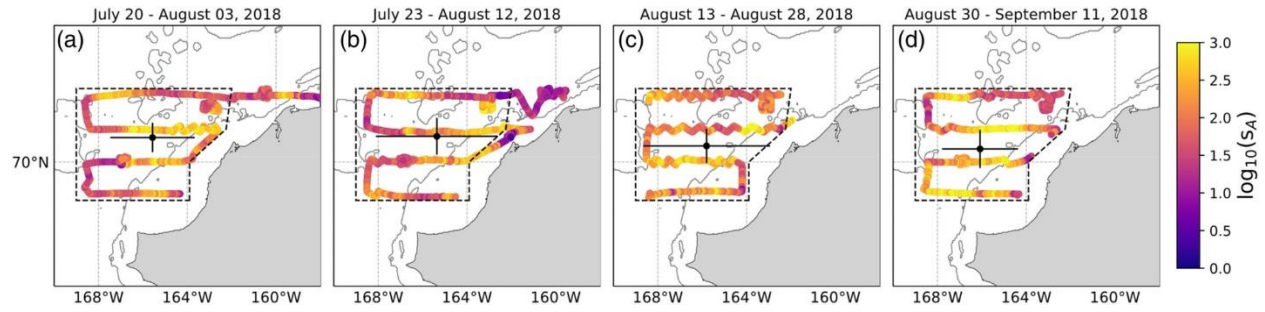 July 20 - August 03, 2018
July 23 - August 12, 2018
August 13 - August 28, 2018
August 30 - September 11, 2018
(a)
(b)
(c)
(d)
70°N
168°W 164°W 160°W
168°W 164°W 160°W
168°W 164°W 160°W
168°W 164°W 160°W
3.0
2.5
2.0
1.5
1.0
0.5
0.0
log₁₀(s_A)